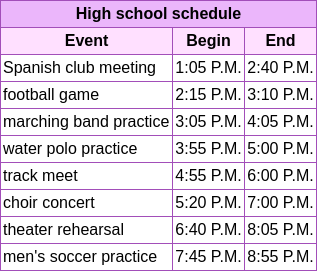 High school schedule
Event Begin End
Spanish club meeting 1:05 P.M. 2:40 P.M.
football game 2:15 P.M. 3:10 P.M.
marching band practice 3:05 P.M. 4:05 P.M.
water polo practice 3:55 P.M. 5:00 P.M.
track meet 4:55 P.M. 6:00 P.M.
choir concert 5:20 P.M. 7:00 P.M.
theater rehearsal 6:40 P.M. 8:05 P.M.
men's soccer practice 7:45 P.M. 8:55 P.M.